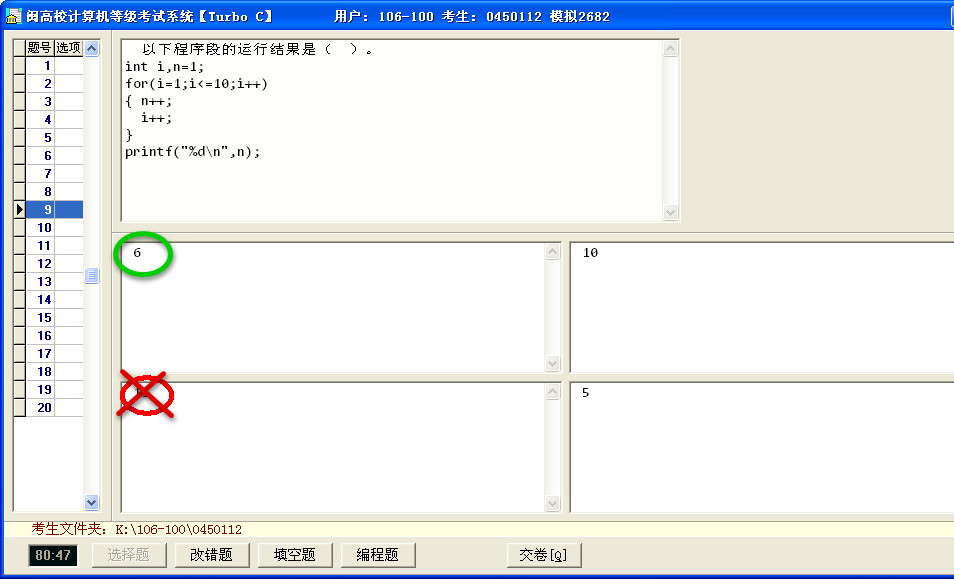 闽高校计算机等级考试系统【Turbo C】 用户: 106-100 考生: 0450112 模拟2682
题号 选项
1
2
3
4
5
6
7
8
9
10
11
12
13
14
15
16
17
18
19
20
以下程序段的运行结果是（ ）。
int i,n=1;
for(i=1;i<=10;i++)
{ n++;
i++;
}
printf("%d\n",n);
6
10
5
考生文件夹: K:\106-100\0450112
80:47 选择题 改错题 填空题 编程题 交卷[Q]